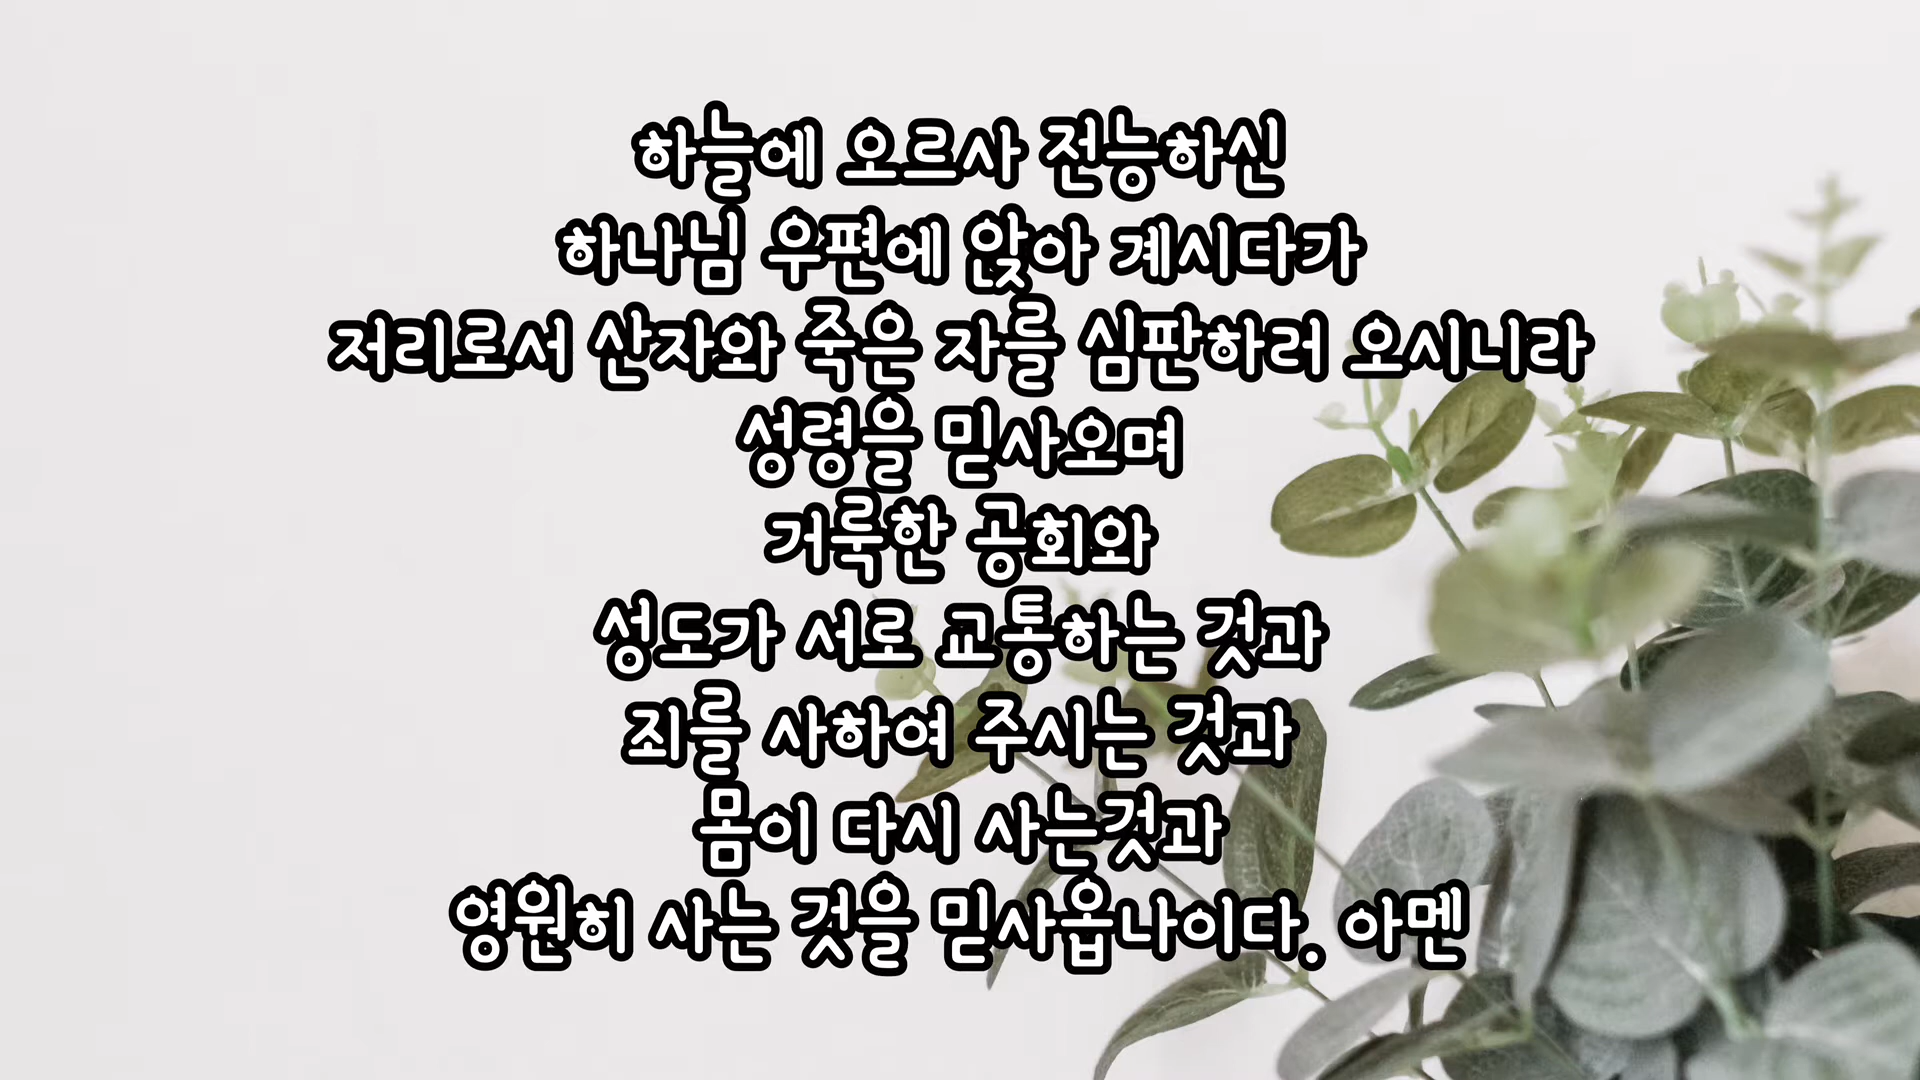 하늘에 오르사 전능하신
하나님 우편에 앉아 계시다가
저리로서 산자와 죽은 자를 심판하러 오시니라
성령을 믿사오며
거룩한 공회와
성도가 서로 교통하는 것과
죄를 사하여 주시는 것과
몸이 다시 사는것과
영원히 사는 것을 믿사옵나이다. 아멘